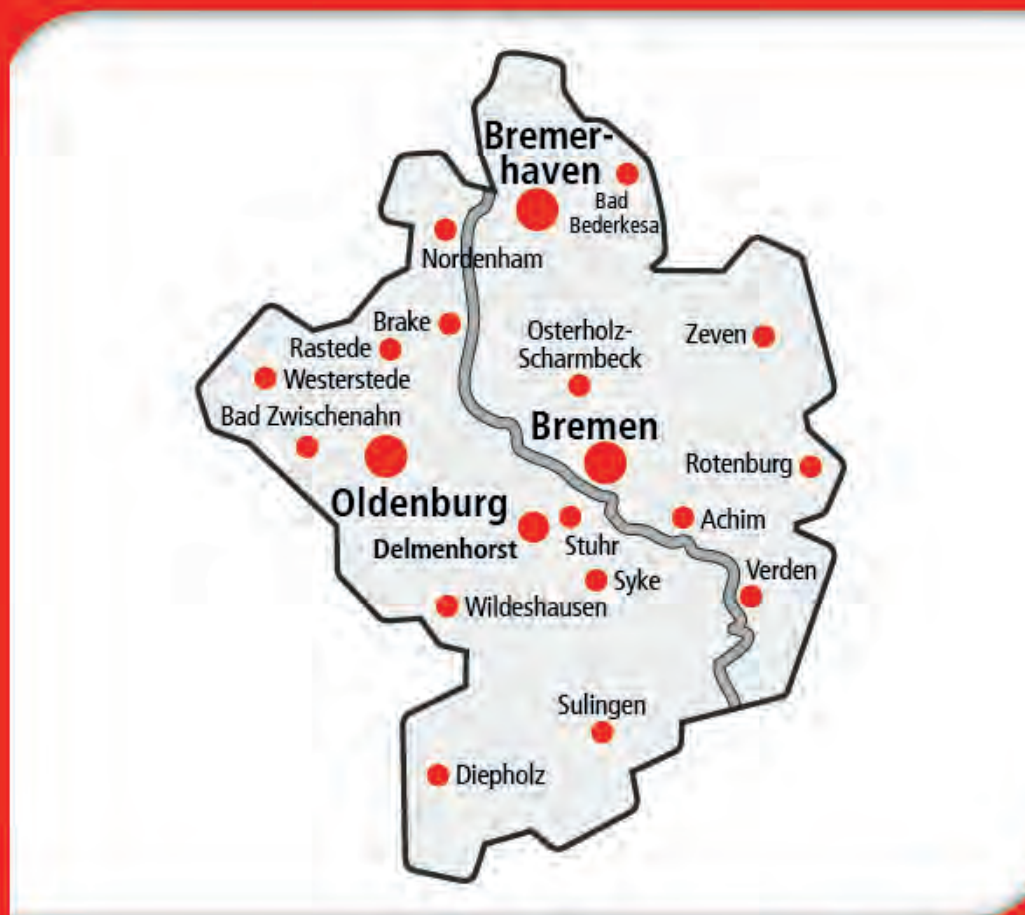 Bremer-
haven
Bad
Bederkesa
Nordenham
Brake
Osterholz-
Scharmbeck
Zeven
Rastede
Westerstede
Bad Zwischenahn
Bremen
Rotenburg
Oldenburg
Achim
Delmenhorst
Stuhr
Verden
Syke
Wildeshausen
Sulingen
Diepholz